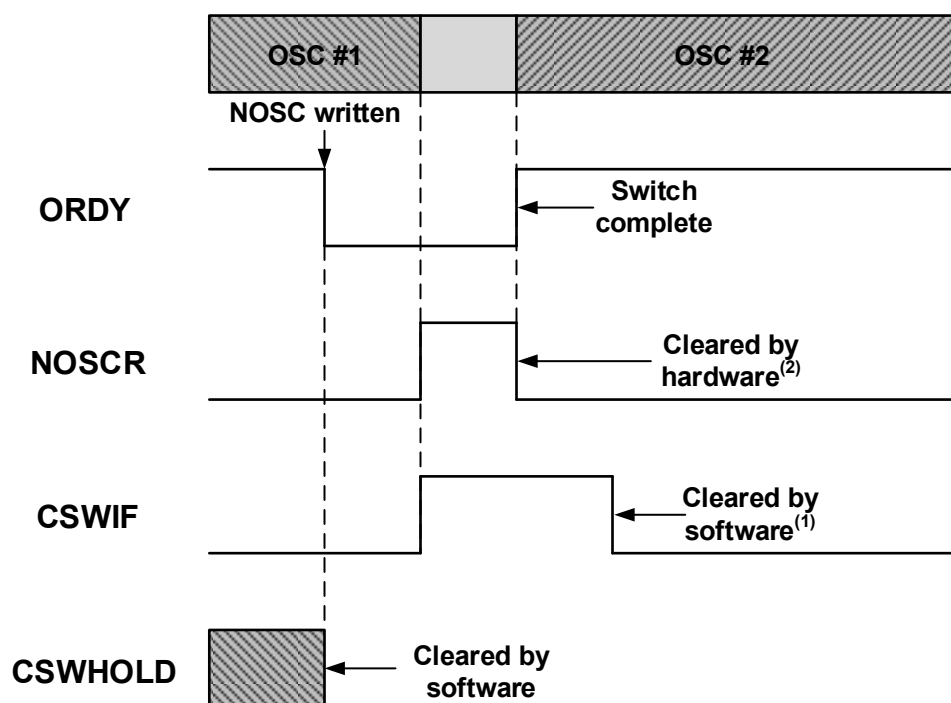 OSC #1
OSC #2
NOSC written
ORDY
Switch
complete
NOSCR
Cleared by
hardware(2)
CSWIF
Cleared by
software(1)
CSWHOLD
Cleared by
software